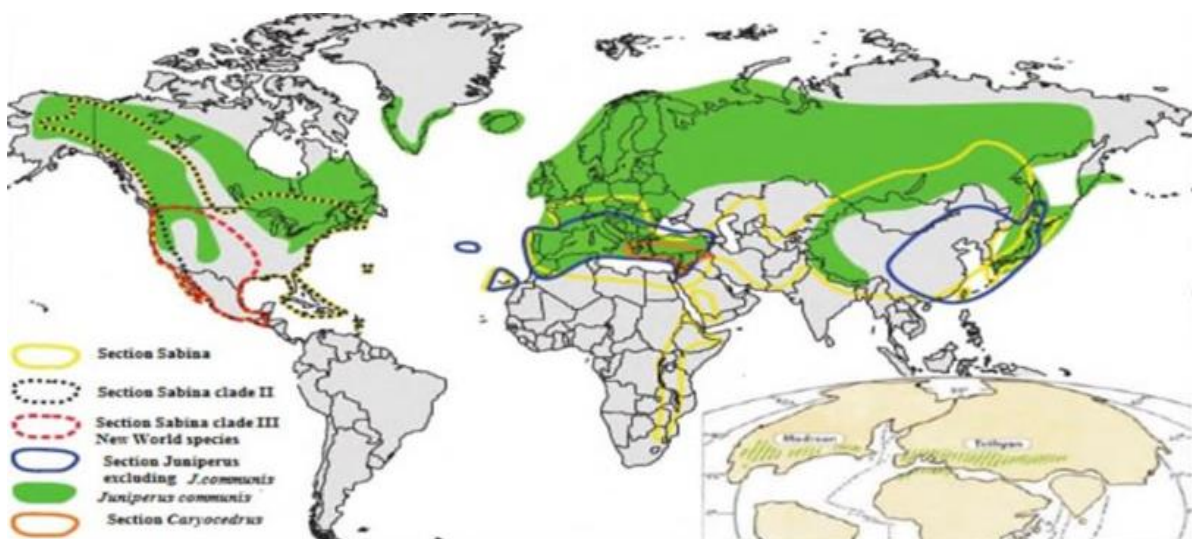 Section Sabina
Section Sabina clade II
Section Sabina clade III
New World species
Section Juniperus
excluding J.communis
Juniperus communis
Section Caryocedrus
Madrean
Tethyan